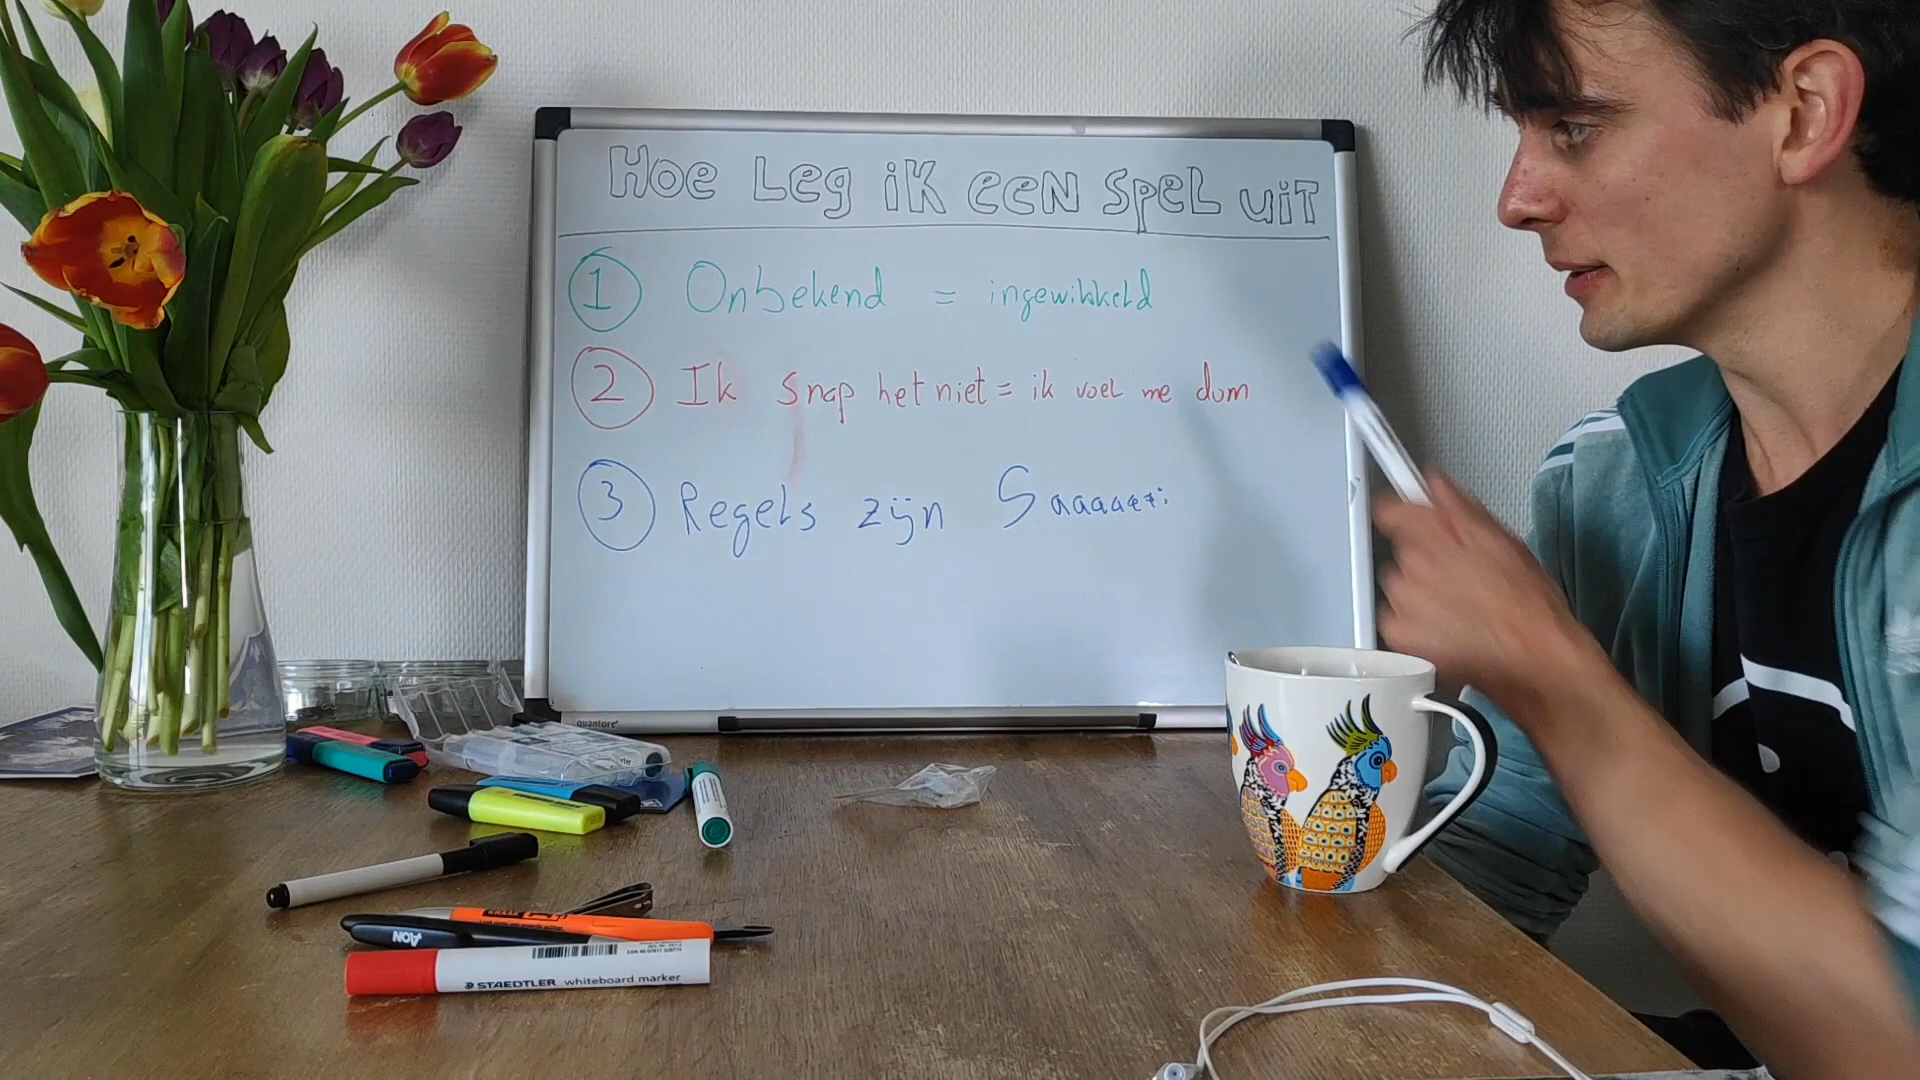 HOE LEG iK EEN SPEL UiT
1 Onbekend = ingewikkeld
2 Ik snap het niet = ik voel me dom
3 Regels zijn Saaaaai
quantore
AON
STAEDTLER whiteboard marker